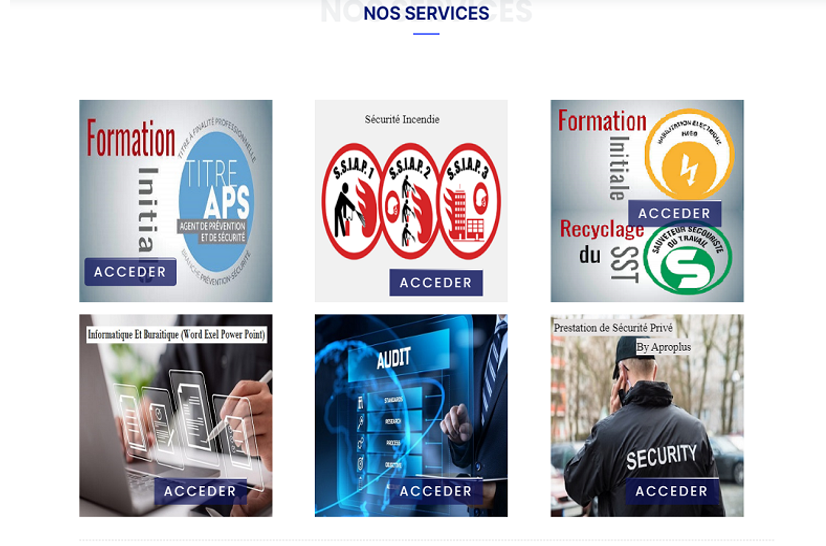 NOS SERVICES
NOS SERVICES
Formation
Initia
TITRE À FINALITÉ PROFESSIONNELLE
TITRE
APS
AGENT DE PRÉVENTION
ET DE SÉCURITÉ
BRANCHE PRÉVENTION SÉCURITÉ
ACCEDER
Sécurité Incendie
S.S.I.A.P. 1
S.S.I.A.P. 2
S.S.I.A.P. 3
ACCEDER
Formation
Initiale
HABILITATION ÉLECTRIQUE
ACCEDER
Recyclage
du
SST
SAUVETEUR SECOURISTE
DU TRAVAIL
Informatique Et Buraitique (Word Exel Power Point)
ACCEDER
AUDIT
STANDARDS
RESEARCH
PROCESS
ACCEDER
Prestation de Sécurité Privé
By Aproplus
SECURITY
ACCEDER